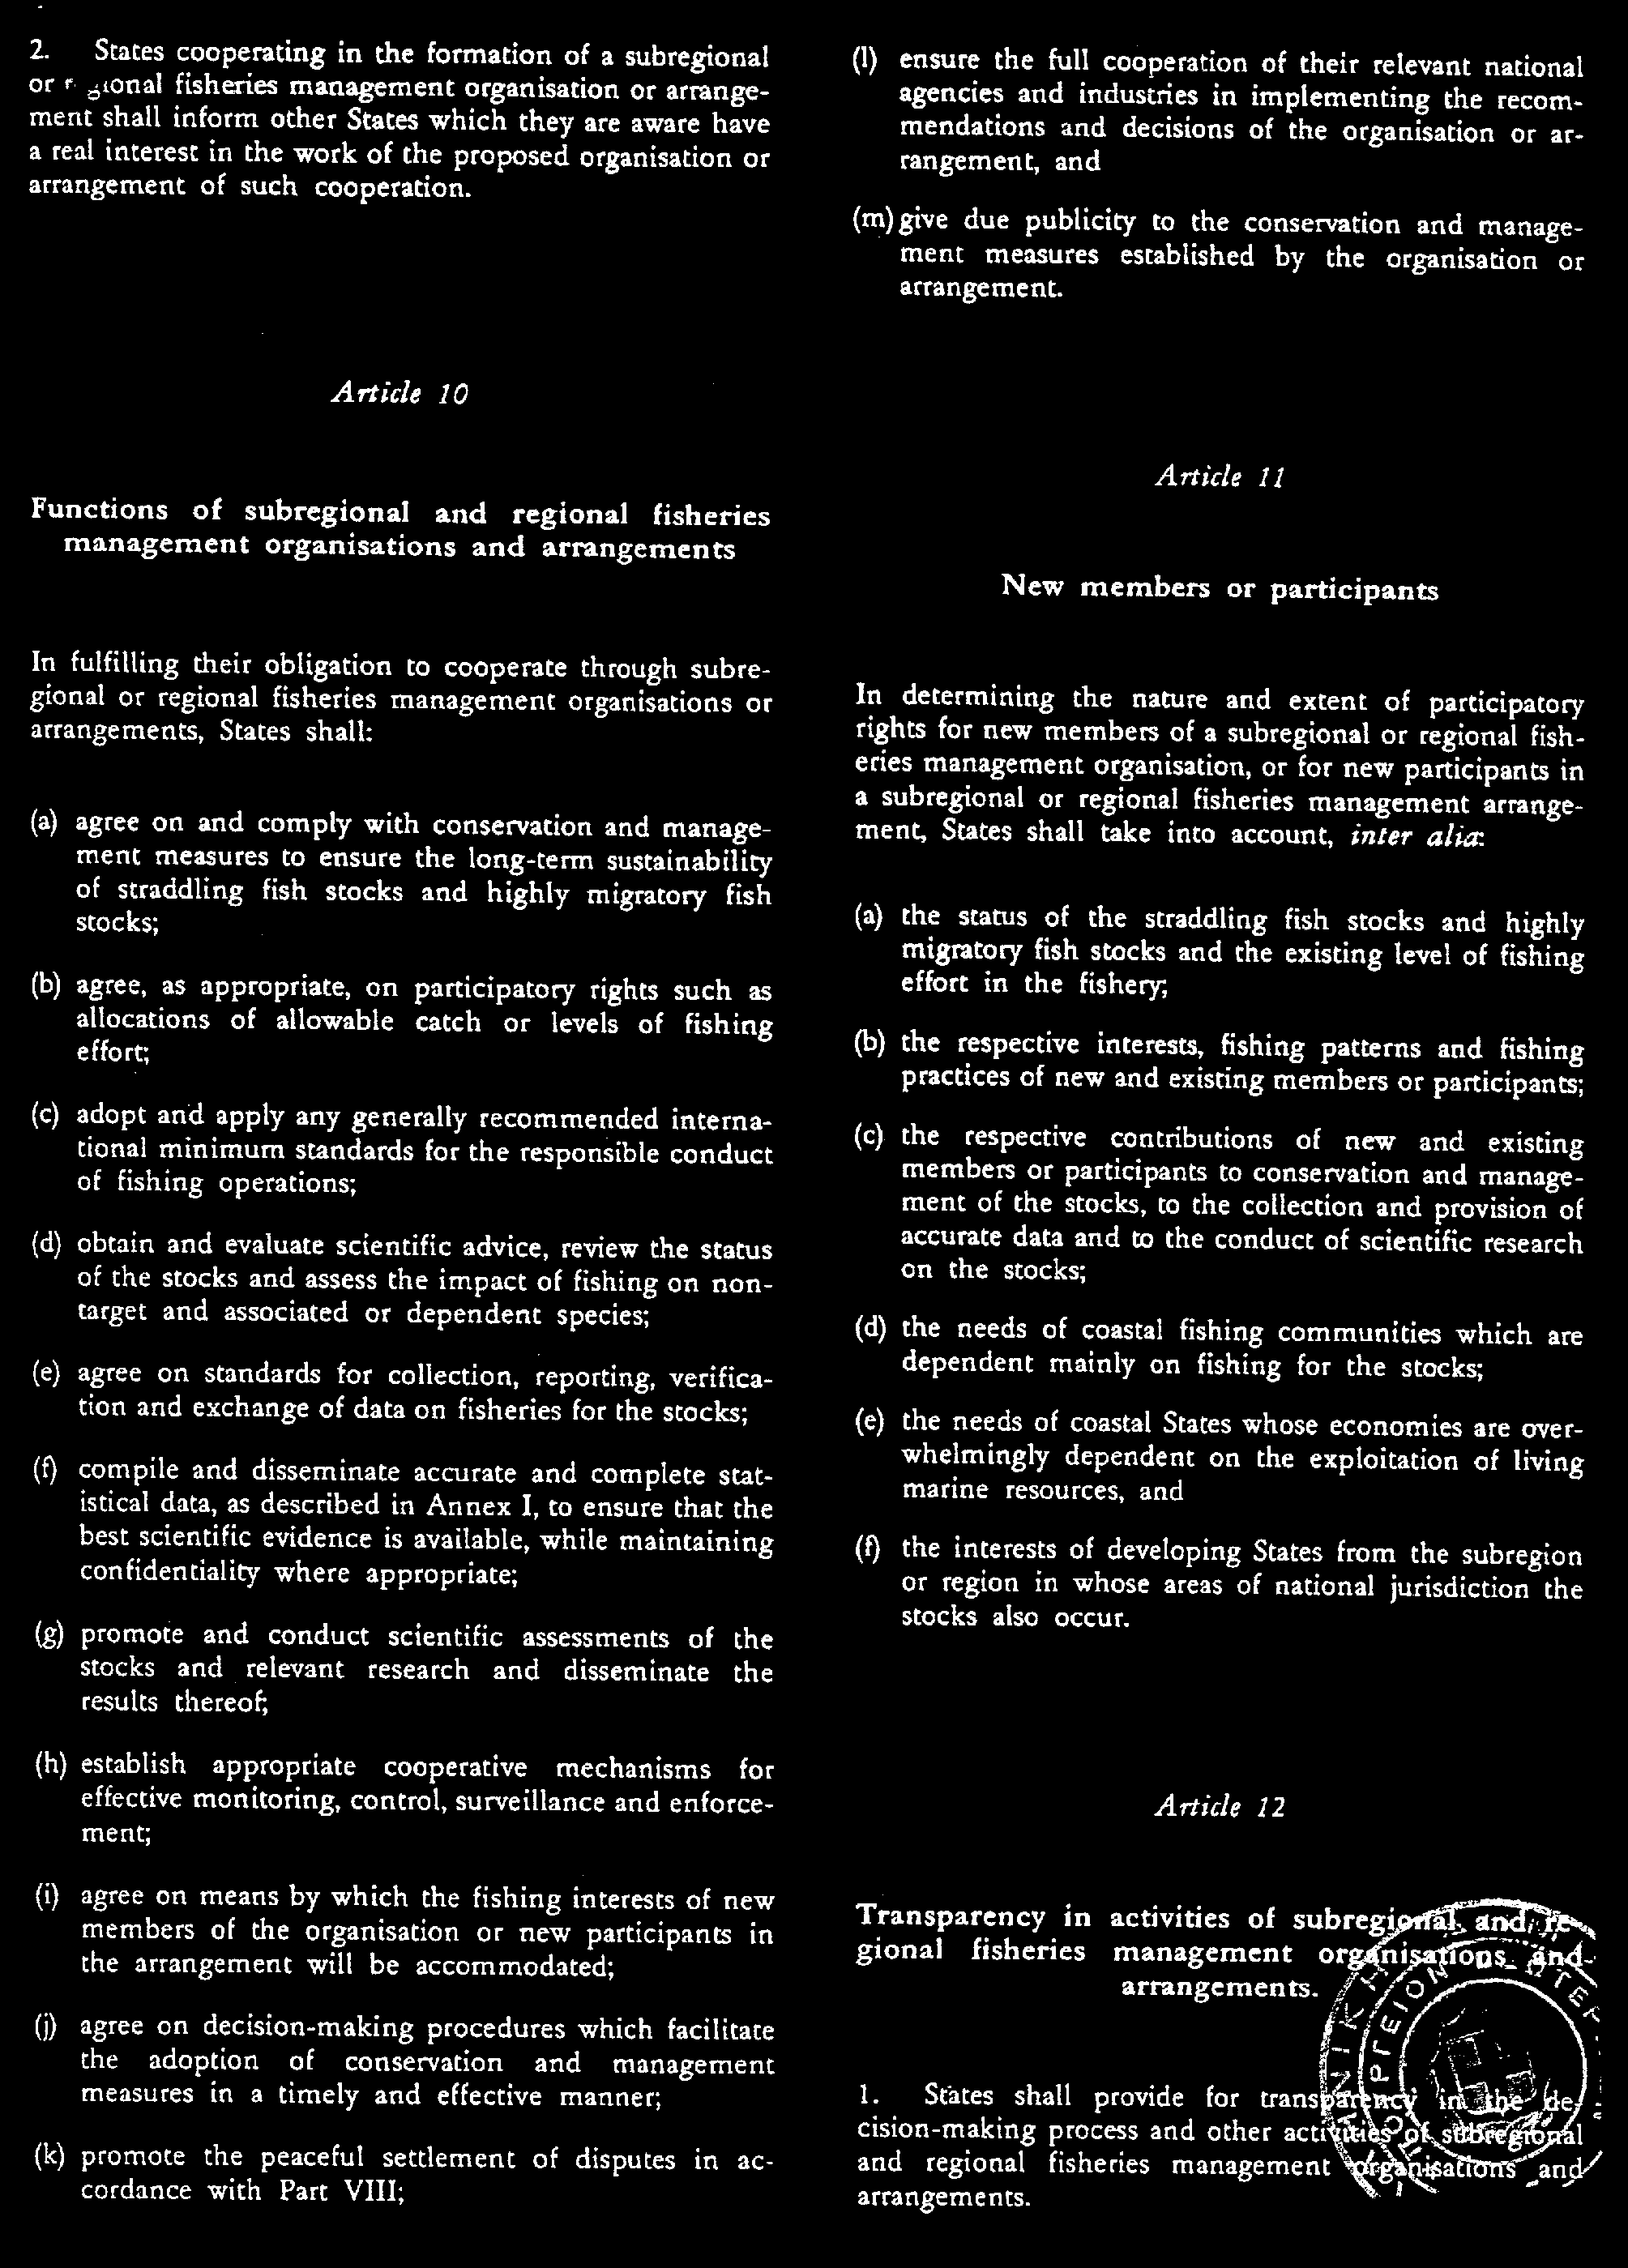 2. States cooperating in the formation of a subregional
or regional fisheries management organisation or arrange-
ment shall inform other States which they are aware have
a real interest in the work of the proposed organisation or
arrangement of such cooperation.
Article 10
Functions of subregional and regional fisheries
management organisations and arrangements
In fulfilling their obligation to cooperate through subre-
gional or regional fisheries management organisations or
arrangements, States shall:
(a) agree on and comply with conservation and manage-
ment measures to ensure the long-term sustainability
of straddling fish stocks and highly migratory fish
stocks;
(b) agree, as appropriate, on participatory rights such as
allocations of allowable catch or levels of fishing
effort;
(c) adopt and apply any generally recommended interna-
tional minimum standards for the responsible conduct
of fishing operations;
(d) obtain and evaluate scientific advice, review the status
of the stocks and assess the impact of fishing on non-
target and associated or dependent species;
(e) agree on standards for collection, reporting, verifica-
tion and exchange of data on fisheries for the stocks;
(f) compile and disseminate accurate and complete stat-
istical data, as described in Annex I, to ensure that the
best scientific evidence is available, while maintaining
confidentiality where appropriate;
(g) promote and conduct scientific assessments of the
stocks and relevant research and disseminate the
results thereof;
(h) establish appropriate cooperative mechanisms for
effective monitoring, control, surveillance and enforce-
ment;
(i) agree on means by which the fishing interests of new
members of the organisation or new participants in
the arrangement will be accommodated;
(j) agree on decision-making procedures which facilitate
the adoption of conservation and management
measures in a timely and effective manner;
(k) promote the peaceful settlement of disputes in ac-
cordance with Part VIII;
(l) ensure the full cooperation of their relevant national
agencies and industries in implementing the recom-
mendations and decisions of the organisation or ar-
rangement, and
(m) give due publicity to the conservation and manage-
ment measures established by the organisation or
arrangement.
Article 11
New members or participants
In determining the nature and extent of participatory
rights for new members of a subregional or regional fish-
eries management organisation, or for new participants in
a subregional or regional fisheries management arrange-
ment, States shall take into account, inter alia:
(a) the status of the straddling fish stocks and highly
migratory fish stocks and the existing level of fishing
effort in the fishery;
(b) the respective interests, fishing patterns and fishing
practices of new and existing members or participants;
(c) the respective contributions of new and existing
members or participants to conservation and manage-
ment of the stocks, to the collection and provision of
accurate data and to the conduct of scientific research
on the stocks;
(d) the needs of coastal fishing communities which are
dependent mainly on fishing for the stocks;
(e) the needs of coastal States whose economies are over-
whelmingly dependent on the exploitation of living
marine resources, and
(f) the interests of developing States from the subregion
or region in whose areas of national jurisdiction the
stocks also occur.
Article 12
Transparency in activities of subregional and re-
gional fisheries management organisations and
arrangements.
1. States shall provide for transparency in the de-
cision-making process and other activities of subregional
and regional fisheries management organisations and
arrangements.